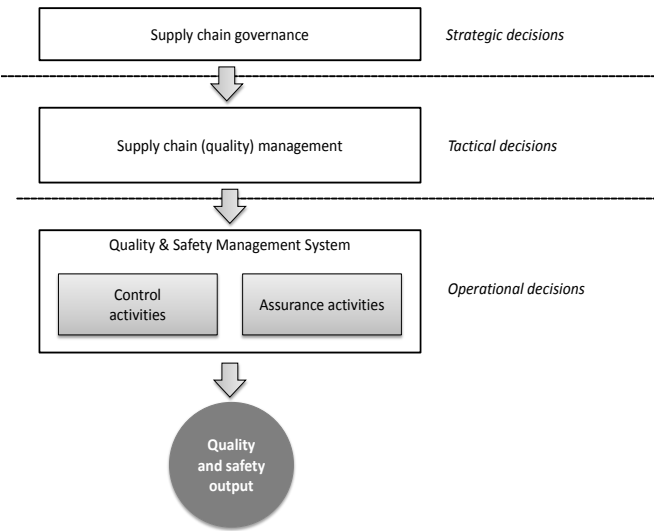 Supply chain governance
Strategic decisions
Supply chain (quality) management
Tactical decisions
Quality & Safety Management System
Control
activities
Assurance activities
Operational decisions
Quality
and safety
output